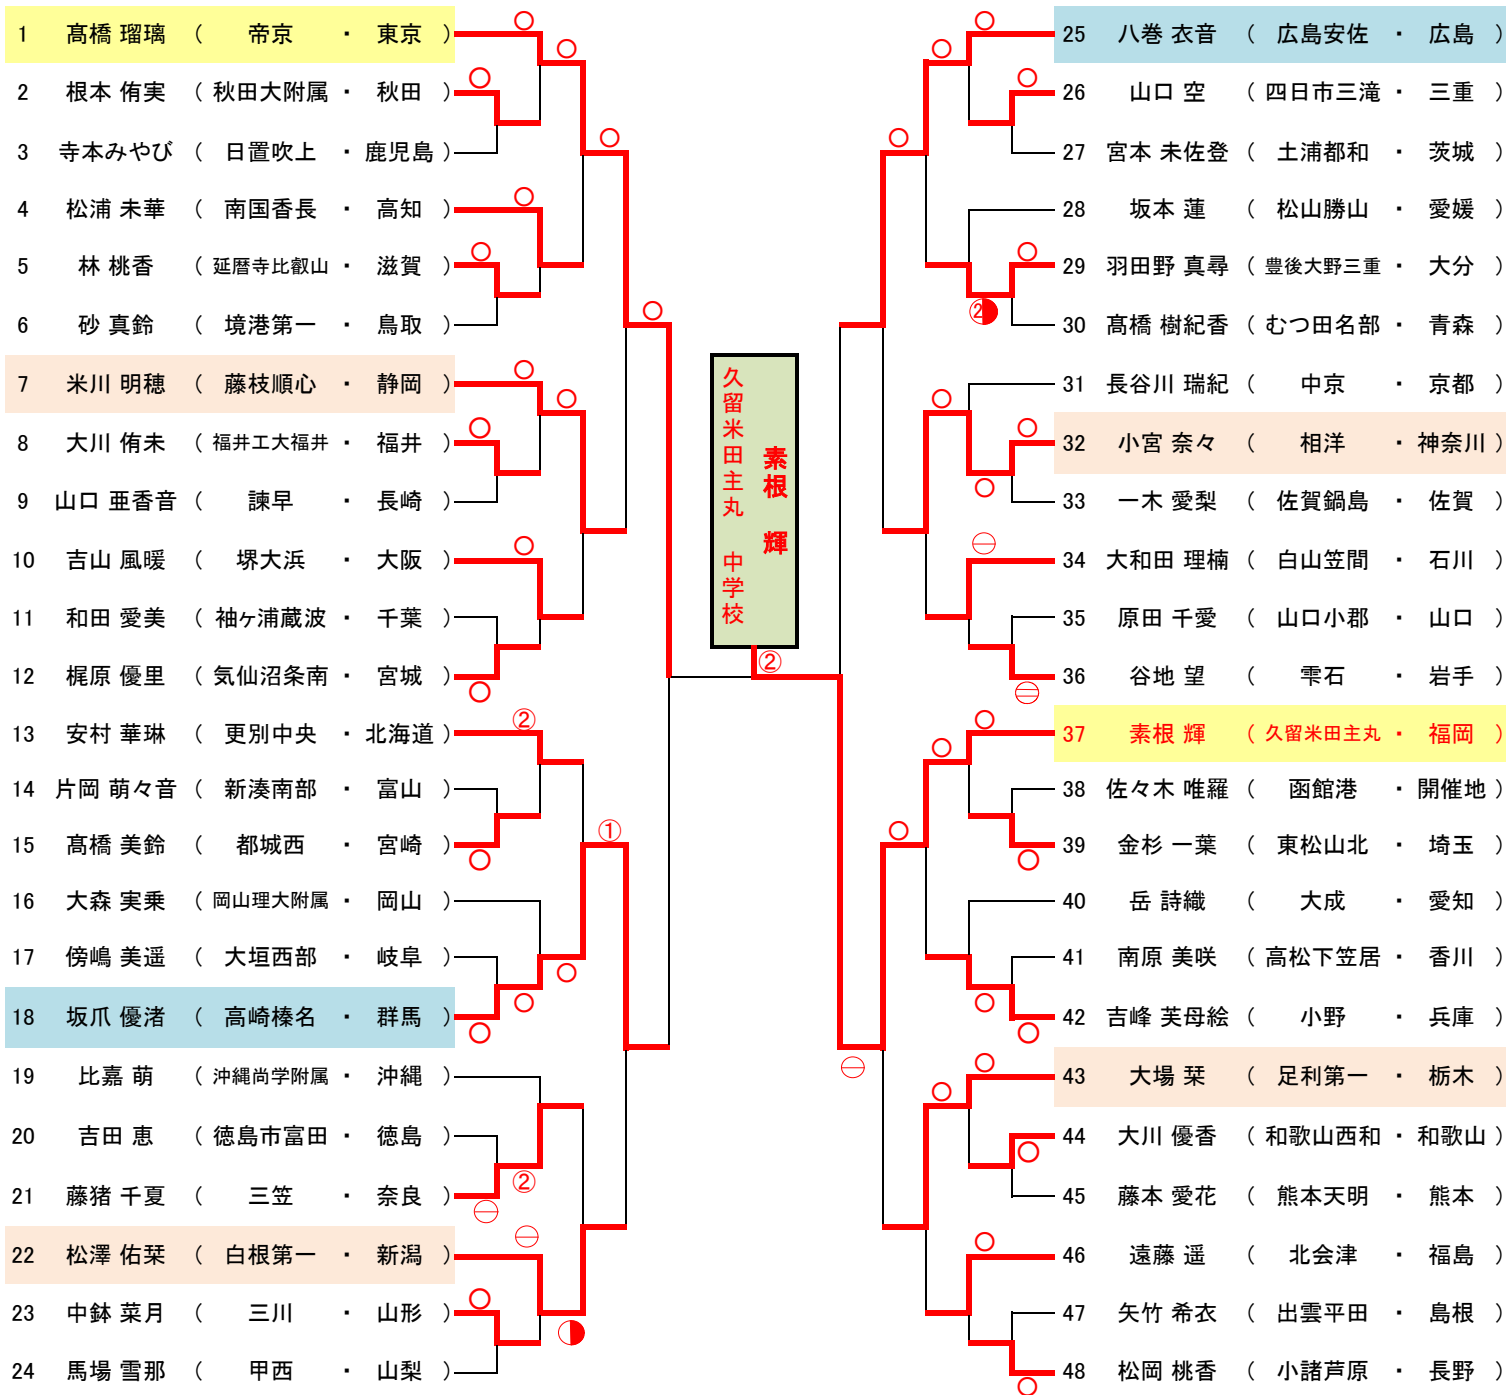 1 髙橋 瑠璃 （ 帝京 ・ 東京 ）
2 根本 侑実 （ 秋田大附属 ・ 秋田 ）
3 寺本みやび （ 日置吹上 ・ 鹿児島 ）
4 松浦 未華 （ 南国香長 ・ 高知 ）
5 林 桃香 （ 延暦寺比叡山 ・ 滋賀 ）
6 砂 真鈴 （ 境港第一 ・ 鳥取 ）
7 米川 明穂 （ 藤枝順心 ・ 静岡 ）
8 大川 侑未 （ 福井工大福井 ・ 福井 ）
9 山口 亜香音 （ 諫早 ・ 長崎 ）
10 吉山 風暖 （ 堺大浜 ・ 大阪 ）
11 和田 愛美 （ 袖ヶ浦蔵波 ・ 千葉 ）
12 梶原 優里 （ 気仙沼条南 ・ 宮城 ）
13 安村 華琳 （ 更別中央 ・ 北海道 ）
②
14 片岡 萌々音 （ 新湊南部 ・ 富山 ）
15 髙橋 美鈴 （ 都城西 ・ 宮崎 ）
①
16 大森 実乗 （ 岡山理大附属 ・ 岡山 ）
17 傍嶋 美遥 （ 大垣西部 ・ 岐阜 ）
18 坂爪 優渚 （ 高崎榛名 ・ 群馬 ）
19 比嘉 萌 （ 沖縄尚学附属 ・ 沖縄 ）
20 吉田 恵 （ 徳島市富田 ・ 徳島 ）
②
21 藤猪 千夏 （ 三笠 ・ 奈良 ）
22 松澤 佑栞 （ 白根第一 ・ 新潟 ）
23 中鉢 菜月 （ 三川 ・ 山形 ）
24 馬場 雪那 （ 甲西 ・ 山梨 ）
素根 輝
久留米田主丸 中学校
②
25 八巻 衣音 （ 広島安佐 ・ 広島 ）
26 山口 空 （ 四日市三滝 ・ 三重 ）
27 宮本 未佐登 （ 土浦都和 ・ 茨城 ）
28 坂本 蓮 （ 松山勝山 ・ 愛媛 ）
29 羽田野 真尋 （ 豊後大野三重 ・ 大分 ）
2
30 髙橋 樹紀香 （ むつ田名部 ・ 青森 ）
31 長谷川 瑞紀 （ 中京 ・ 京都 ）
32 小宮 奈々 （ 相洋 ・ 神奈川 ）
33 一木 愛梨 （ 佐賀鍋島 ・ 佐賀 ）
34 大和田 理楠 （ 白山笠間 ・ 石川 ）
35 原田 千愛 （ 山口小郡 ・ 山口 ）
36 谷地 望 （ 雫石 ・ 岩手 ）
37 素根 輝 （ 久留米田主丸 ・ 福岡 ）
38 佐々木 唯羅 （ 函館港 ・ 開催地 ）
39 金杉 一葉 （ 東松山北 ・ 埼玉 ）
40 岳 詩織 （ 大成 ・ 愛知 ）
41 南原 美咲 （ 高松下笠居 ・ 香川 ）
42 吉峰 芙母絵 （ 小野 ・ 兵庫 ）
43 大場 栞 （ 足利第一 ・ 栃木 ）
44 大川 優香 （ 和歌山西和 ・ 和歌山 ）
45 藤本 愛花 （ 熊本天明 ・ 熊本 ）
46 遠藤 遥 （ 北会津 ・ 福島 ）
47 矢竹 希衣 （ 出雲平田 ・ 島根 ）
48 松岡 桃香 （ 小諸芦原 ・ 長野 ）